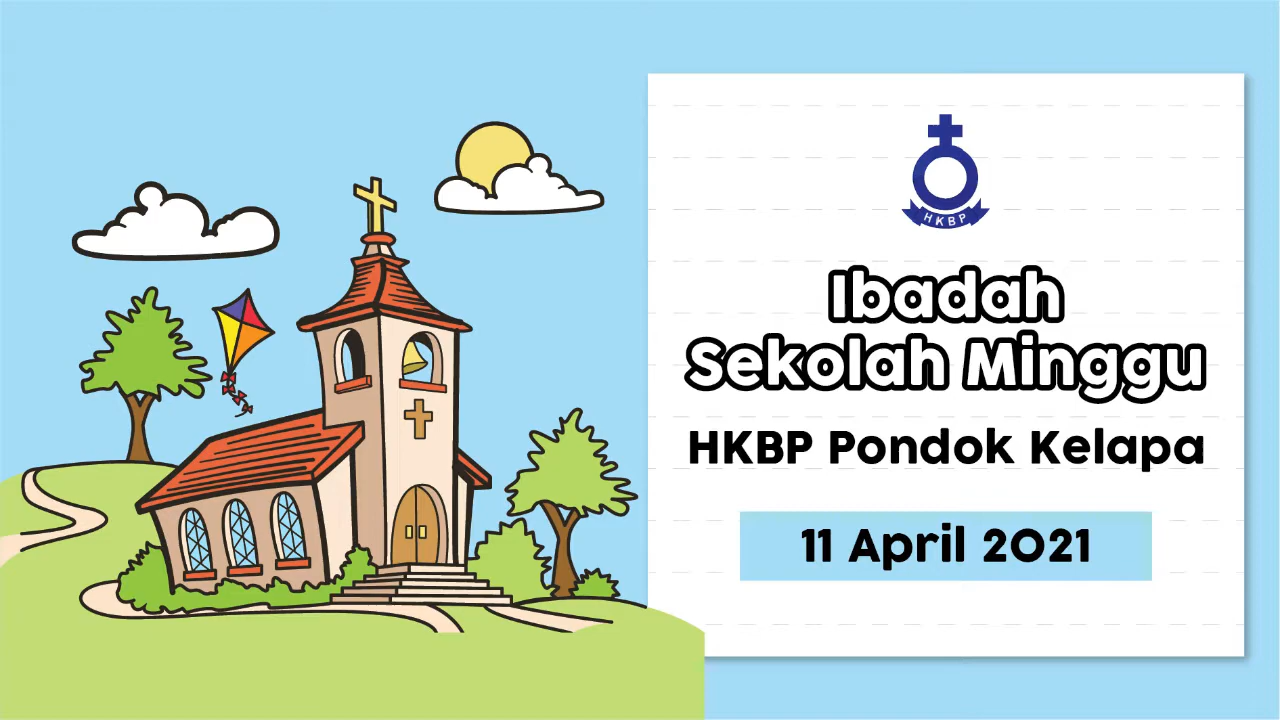 HKBP
Ibadah
Sekolah Minggu
HKBP Pondok Kelapa
11 April 2021